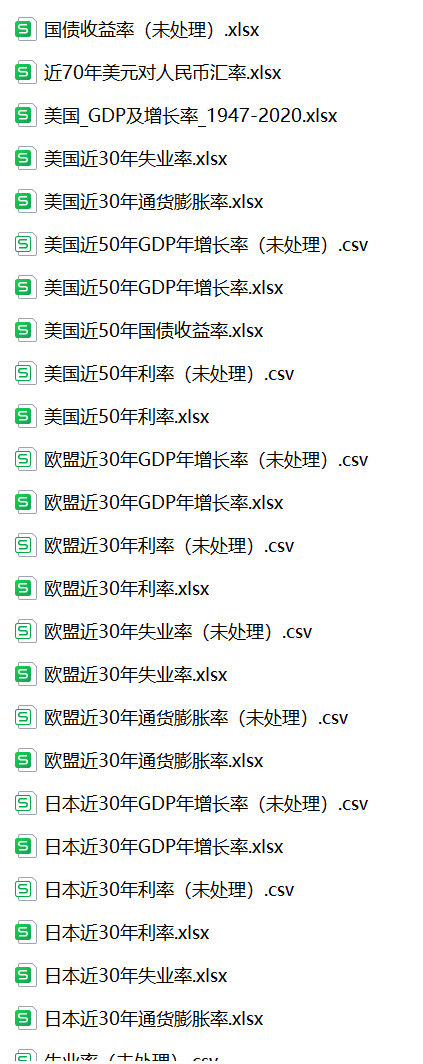 国债收益率（未处理）.xlsx
近70年美元对人民币汇率.xlsx
美国_GDP及增长率_1947-2020.xlsx
美国近30年失业率.xlsx
美国近30年通货膨胀率.xlsx
美国近50年GDP年增长率（未处理）.csv
美国近50年GDP年增长率.xlsx
美国近50年国债收益率.xlsx
美国近50年利率（未处理）.csv
美国近50年利率.xlsx
欧盟近30年GDP年增长率（未处理）.csv
欧盟近30年GDP年增长率.xlsx
欧盟近30年利率（未处理）.csv
欧盟近30年利率.xlsx
欧盟近30年失业率（未处理）.csv
欧盟近30年失业率.xlsx
欧盟近30年通货膨胀率（未处理）.csv
欧盟近30年通货膨胀率.xlsx
日本近30年GDP年增长率（未处理）.csv
日本近30年GDP年增长率.xlsx
日本近30年利率（未处理）.csv
日本近30年利率.xlsx
日本近30年失业率.xlsx
日本近30年通货膨胀率.xlsx
失业率（未处理）.csv